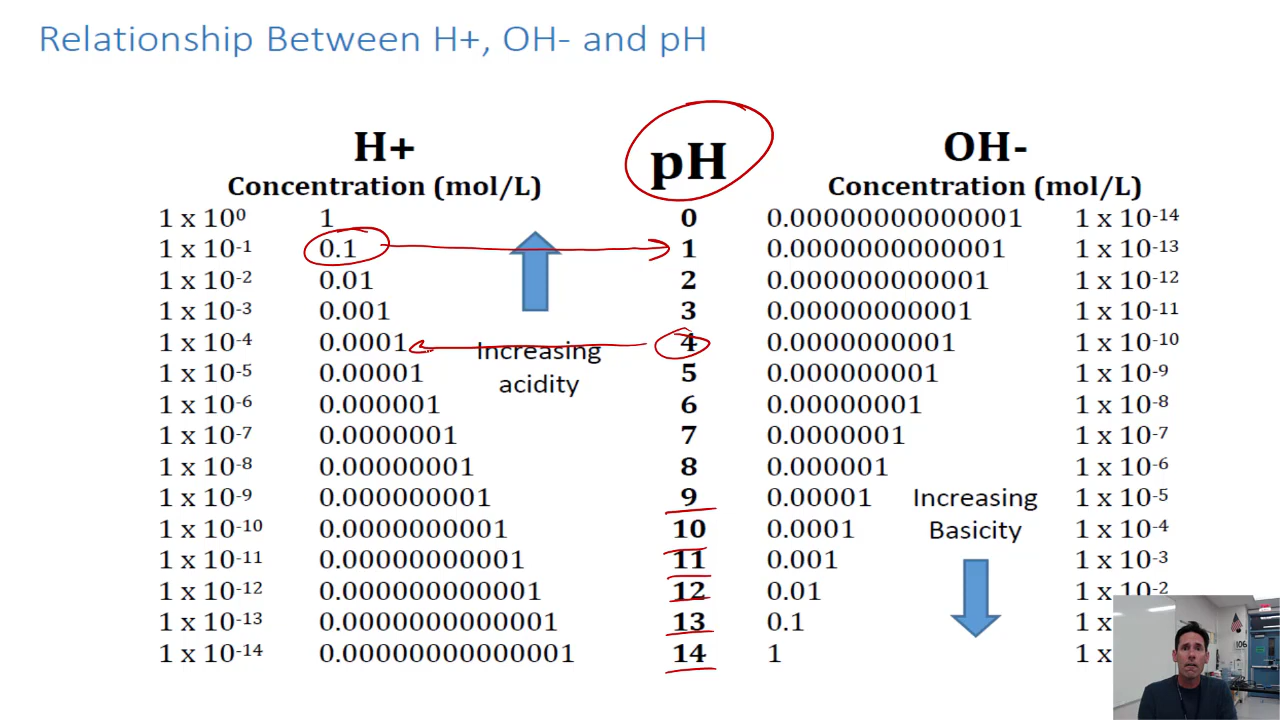 Relationship Between H+, OH- and pH
H+ pH OH-
Concentration (mol/L) Concentration (mol/L)
1 x 10⁰ 1 0 0.00000000000001 1 x 10⁻¹⁴
1 x 10⁻¹ 0.1 1 0.0000000000001 1 x 10⁻¹³
1 x 10⁻² 0.01 2 0.000000000001 1 x 10⁻¹²
1 x 10⁻³ 0.001 3 0.00000000001 1 x 10⁻¹¹
1 x 10⁻⁴ 0.0001 4 0.0000000001 1 x 10⁻¹⁰
Increasing
1 x 10⁻⁵ 0.00001 5 0.000000001 1 x 10⁻⁹
acidity
1 x 10⁻⁶ 0.000001 6 0.00000001 1 x 10⁻⁸
1 x 10⁻⁷ 0.0000001 7 0.0000001 1 x 10⁻⁷
1 x 10⁻⁸ 0.00000001 8 0.000001 1 x 10⁻⁶
1 x 10⁻⁹ 0.000000001 9 0.00001 Increasing 1 x 10⁻⁵
1 x 10⁻¹⁰ 0.0000000001 10 0.0001 Basicity 1 x 10⁻⁴
1 x 10⁻¹¹ 0.00000000001 11 0.001 1 x 10⁻³
1 x 10⁻¹² 0.000000000001 12 0.01 1 x 10⁻²
1 x 10⁻¹³ 0.0000000000001 13 0.1 1 x
1 x 10⁻¹⁴ 0.00000000000001 14 1 1 x
106